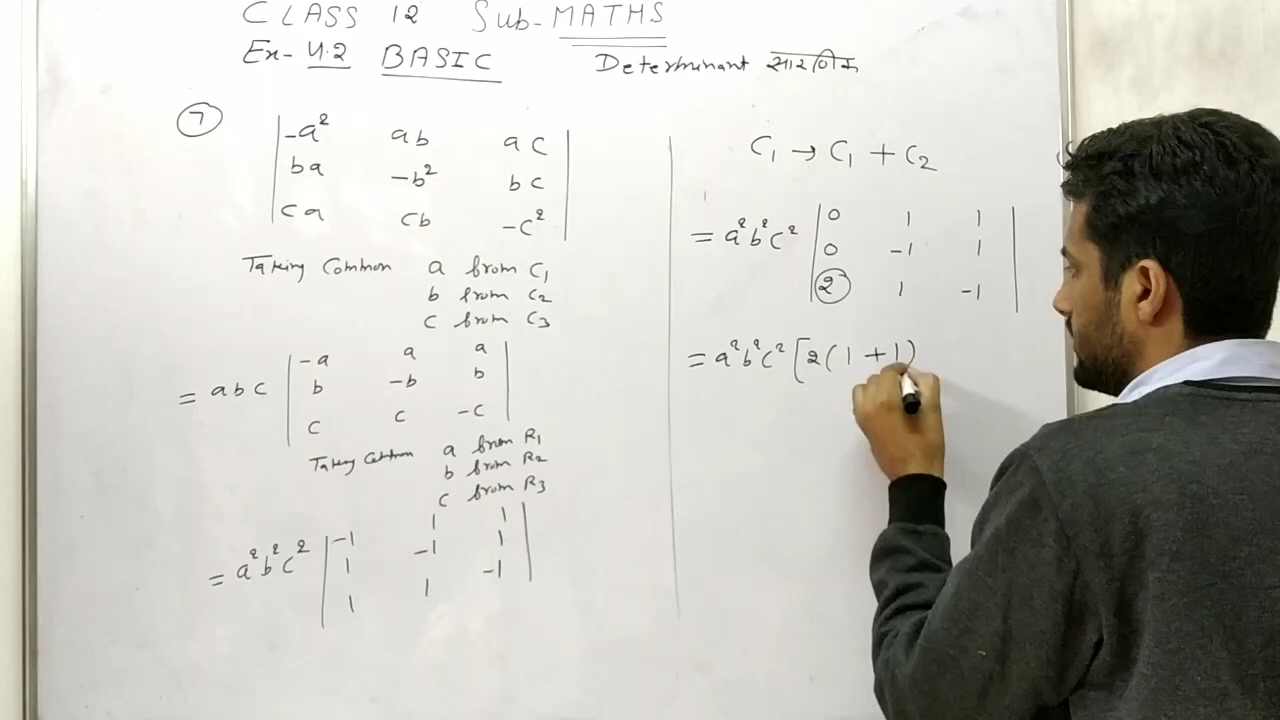 CLASS 12 Sub-MATHS
Ex- 4.2 BASIC Determinant सारणिक
7
-a² ab ac
ba -b² bc
ca cb -c²
Taking Common a from C₁
b from C₂
c from C₃
= abc | -a a a
b -b b
c c -c |
Taking Common a from R₁
b from R₂
c from R₃
= a²b²c² | -1 1 1
1 -1 1
1 1 -1 |
C₁ → C₁ + C₂
= a²b²c² | 0 1 1
0 -1 1
2 1 -1 |
= a²b²c² [2(1+1)